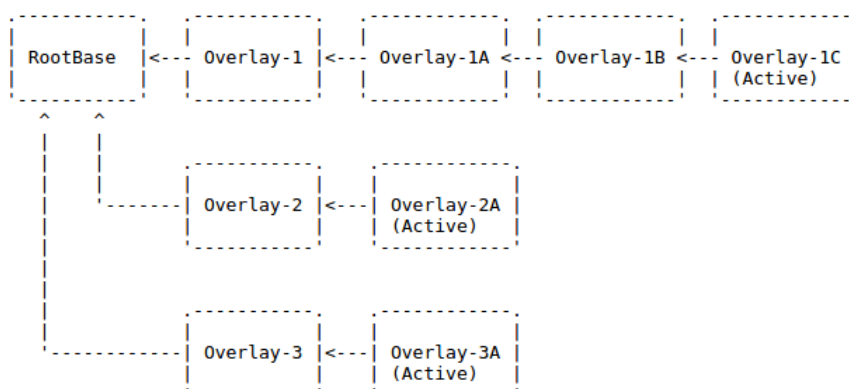 RootBase <--- Overlay-1 <--- Overlay-1A <--- Overlay-1B <--- Overlay-1C
(Active)
Overlay-2 <--- Overlay-2A
(Active)
Overlay-3 <--- Overlay-3A
(Active)